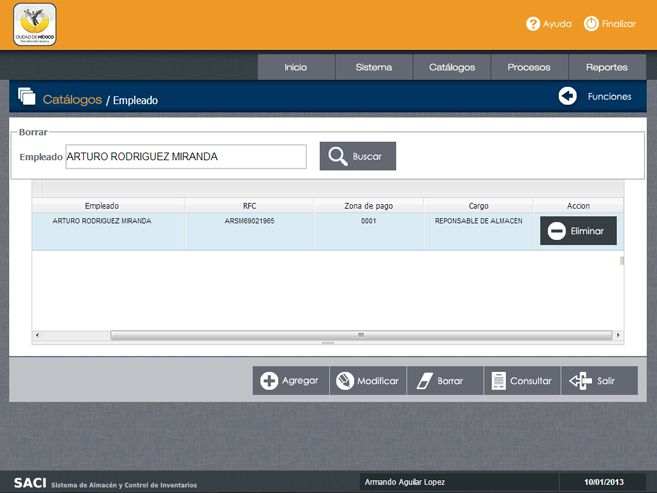 CIUDAD DE MÉXICO
Ayuda
Finalizar
Inicio
Sistema
Catálogos
Procesos
Reportes
Catálogos / Empleado
Funciones
Borrar
Empleado ARTURO RODRIGUEZ MIRANDA
Buscar
Empleado RFC Zona de pago Cargo Accion
ARTURO RODRIGUEZ MIRANDA ARSM69021965 0001 REPONSABLE DE ALMACEN Eliminar
Agregar
Modificar
Borrar
Consultar
Salir
SACI Sistema de Almacén y Control de Inventarios
Armando Aguilar Lopez
10/01/2013